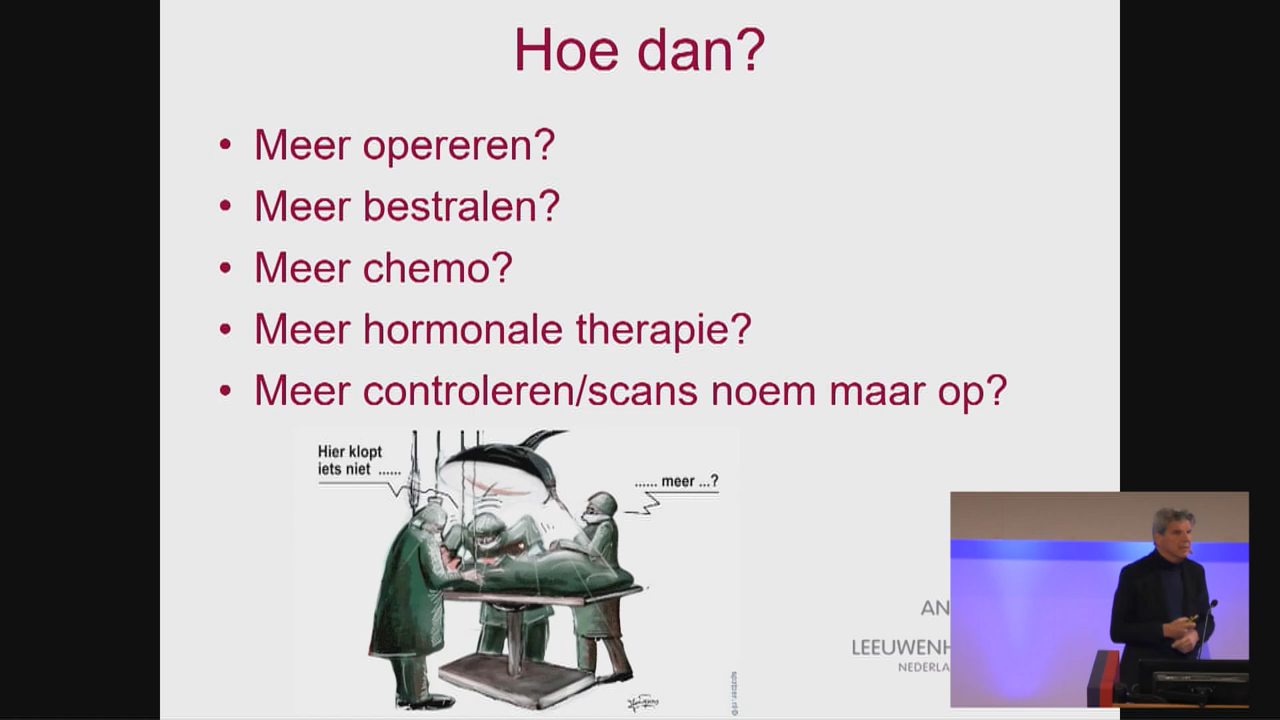 Hoe dan?
• Meer opereren?
• Meer bestralen?
• Meer chemo?
• Meer hormonale therapie?
• Meer controleren/scans noem maar op?
Hier klopt
iets niet ......
...... meer ...?
AN
LEEUWENH
NEDERLA